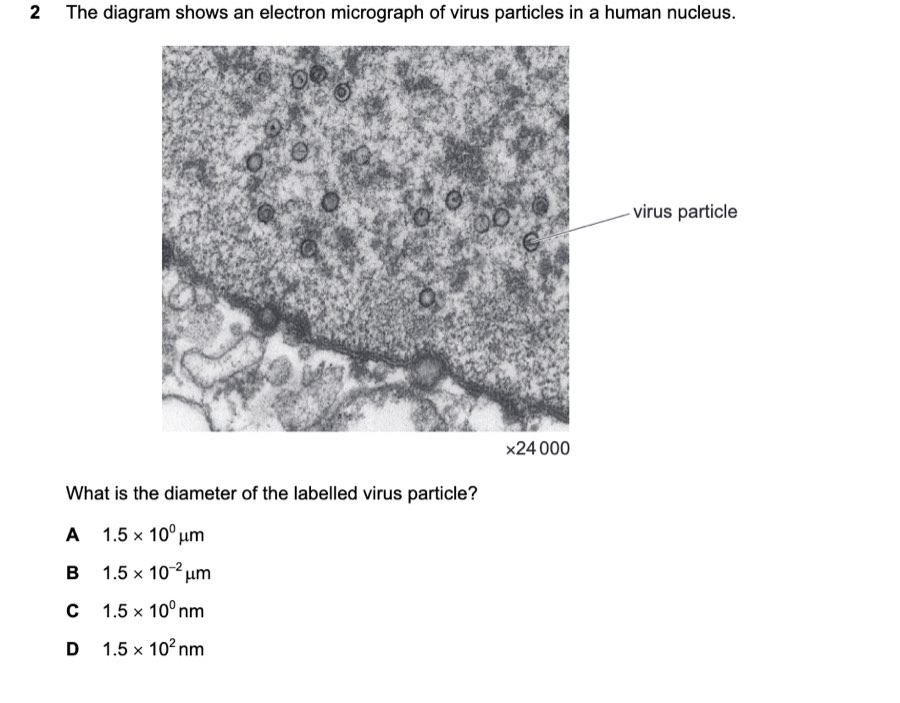 2 The diagram shows an electron micrograph of virus particles in a human nucleus.
virus particle
×24 000
What is the diameter of the labelled virus particle?
A 1.5 × 10⁰ μm
B 1.5 × 10⁻² μm
C 1.5 × 10⁰ nm
D 1.5 × 10² nm